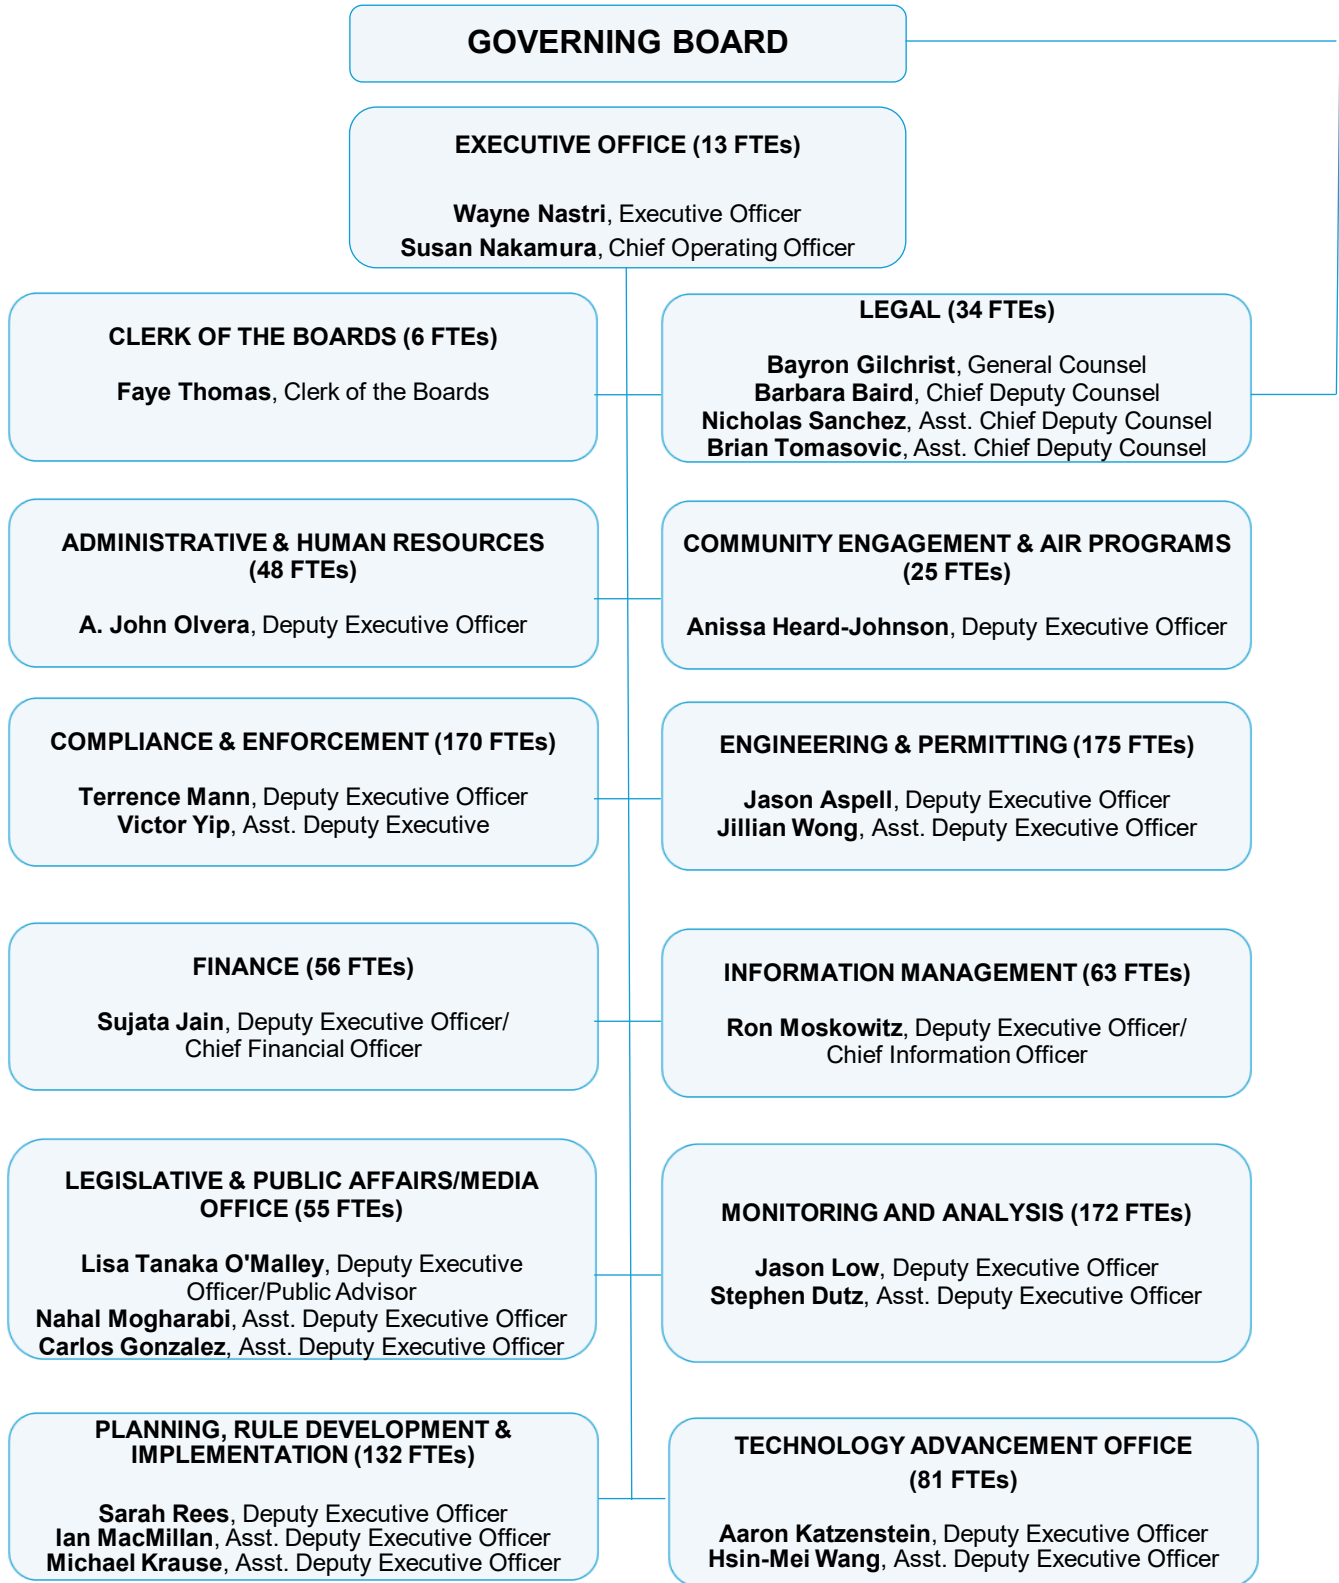 GOVERNING BOARD
EXECUTIVE OFFICE (13 FTEs)
Wayne Nastri, Executive Officer
Susan Nakamura, Chief Operating Officer
CLERK OF THE BOARDS (6 FTEs)
Faye Thomas, Clerk of the Boards
LEGAL (34 FTEs)
Bayron Gilchrist, General Counsel
Barbara Baird, Chief Deputy Counsel
Nicholas Sanchez, Asst. Chief Deputy Counsel
Brian Tomasovic, Asst. Chief Deputy Counsel
ADMINISTRATIVE & HUMAN RESOURCES
(48 FTEs)
A. John Olvera, Deputy Executive Officer
COMMUNITY ENGAGEMENT & AIR PROGRAMS
(25 FTEs)
Anissa Heard-Johnson, Deputy Executive Officer
COMPLIANCE & ENFORCEMENT (170 FTEs)
Terrence Mann, Deputy Executive Officer
Victor Yip, Asst. Deputy Executive
ENGINEERING & PERMITTING (175 FTEs)
Jason Aspell, Deputy Executive Officer
Jillian Wong, Asst. Deputy Executive Officer
FINANCE (56 FTEs)
Sujata Jain, Deputy Executive Officer/
Chief Financial Officer
INFORMATION MANAGEMENT (63 FTEs)
Ron Moskowitz, Deputy Executive Officer/
Chief Information Officer
LEGISLATIVE & PUBLIC AFFAIRS/MEDIA
OFFICE (55 FTEs)
Lisa Tanaka O'Malley, Deputy Executive
Officer/Public Advisor
Nahal Mogharabi, Asst. Deputy Executive Officer
Carlos Gonzalez, Asst. Deputy Executive Officer
MONITORING AND ANALYSIS (172 FTEs)
Jason Low, Deputy Executive Officer
Stephen Dutz, Asst. Deputy Executive Officer
PLANNING, RULE DEVELOPMENT &
IMPLEMENTATION (132 FTEs)
Sarah Rees, Deputy Executive Officer
Ian MacMillan, Asst. Deputy Executive Officer
Michael Krause, Asst. Deputy Executive Officer
TECHNOLOGY ADVANCEMENT OFFICE
(81 FTEs)
Aaron Katzenstein, Deputy Executive Officer
Hsin-Mei Wang, Asst. Deputy Executive Officer